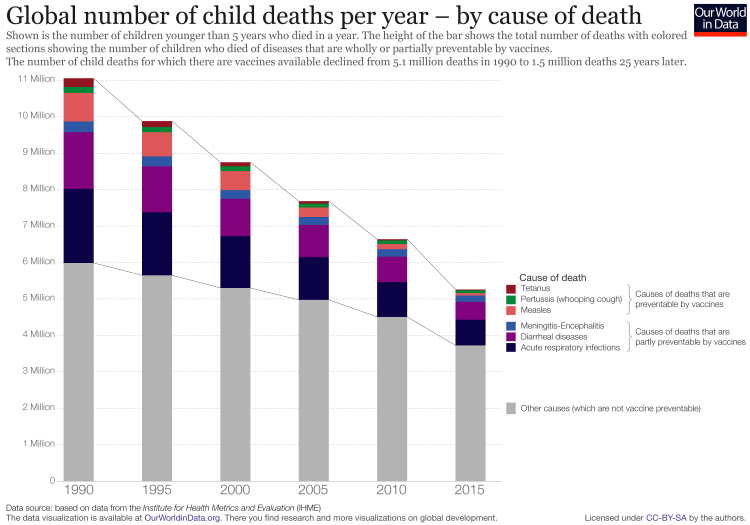 Global number of child deaths per year – by cause of death
Our World
in Data
Shown is the number of children younger than 5 years who died in a year. The height of the bar shows the total number of deaths with colored
sections showing the number of children who died of diseases that are wholly or partially preventable by vaccines.
The number of child deaths for which there are vaccines available declined from 5.1 million deaths in 1990 to 1.5 million deaths 25 years later.
11 Million
10 Million
9 Million
8 Million
7 Million
6 Million
5 Million
4 Million
3 Million
2 Million
1 Million
0
1990
1995
2000
2005
2010
2015
Cause of death
Tetanus
Pertussis (whooping cough)
Measles
Causes of deaths that are
preventable by vaccines
Meningitis-Encephalitis
Diarrheal diseases
Acute respiratory infections
Causes of deaths that are
partly preventable by vaccines
Other causes (which are not vaccine preventable)
Data source: based on data from the Institute for Health Metrics and Evaluation (IHME)
The data visualization is available at OurWorldinData.org. There you find research and more visualizations on global development.
Licensed under CC-BY-SA by the authors.